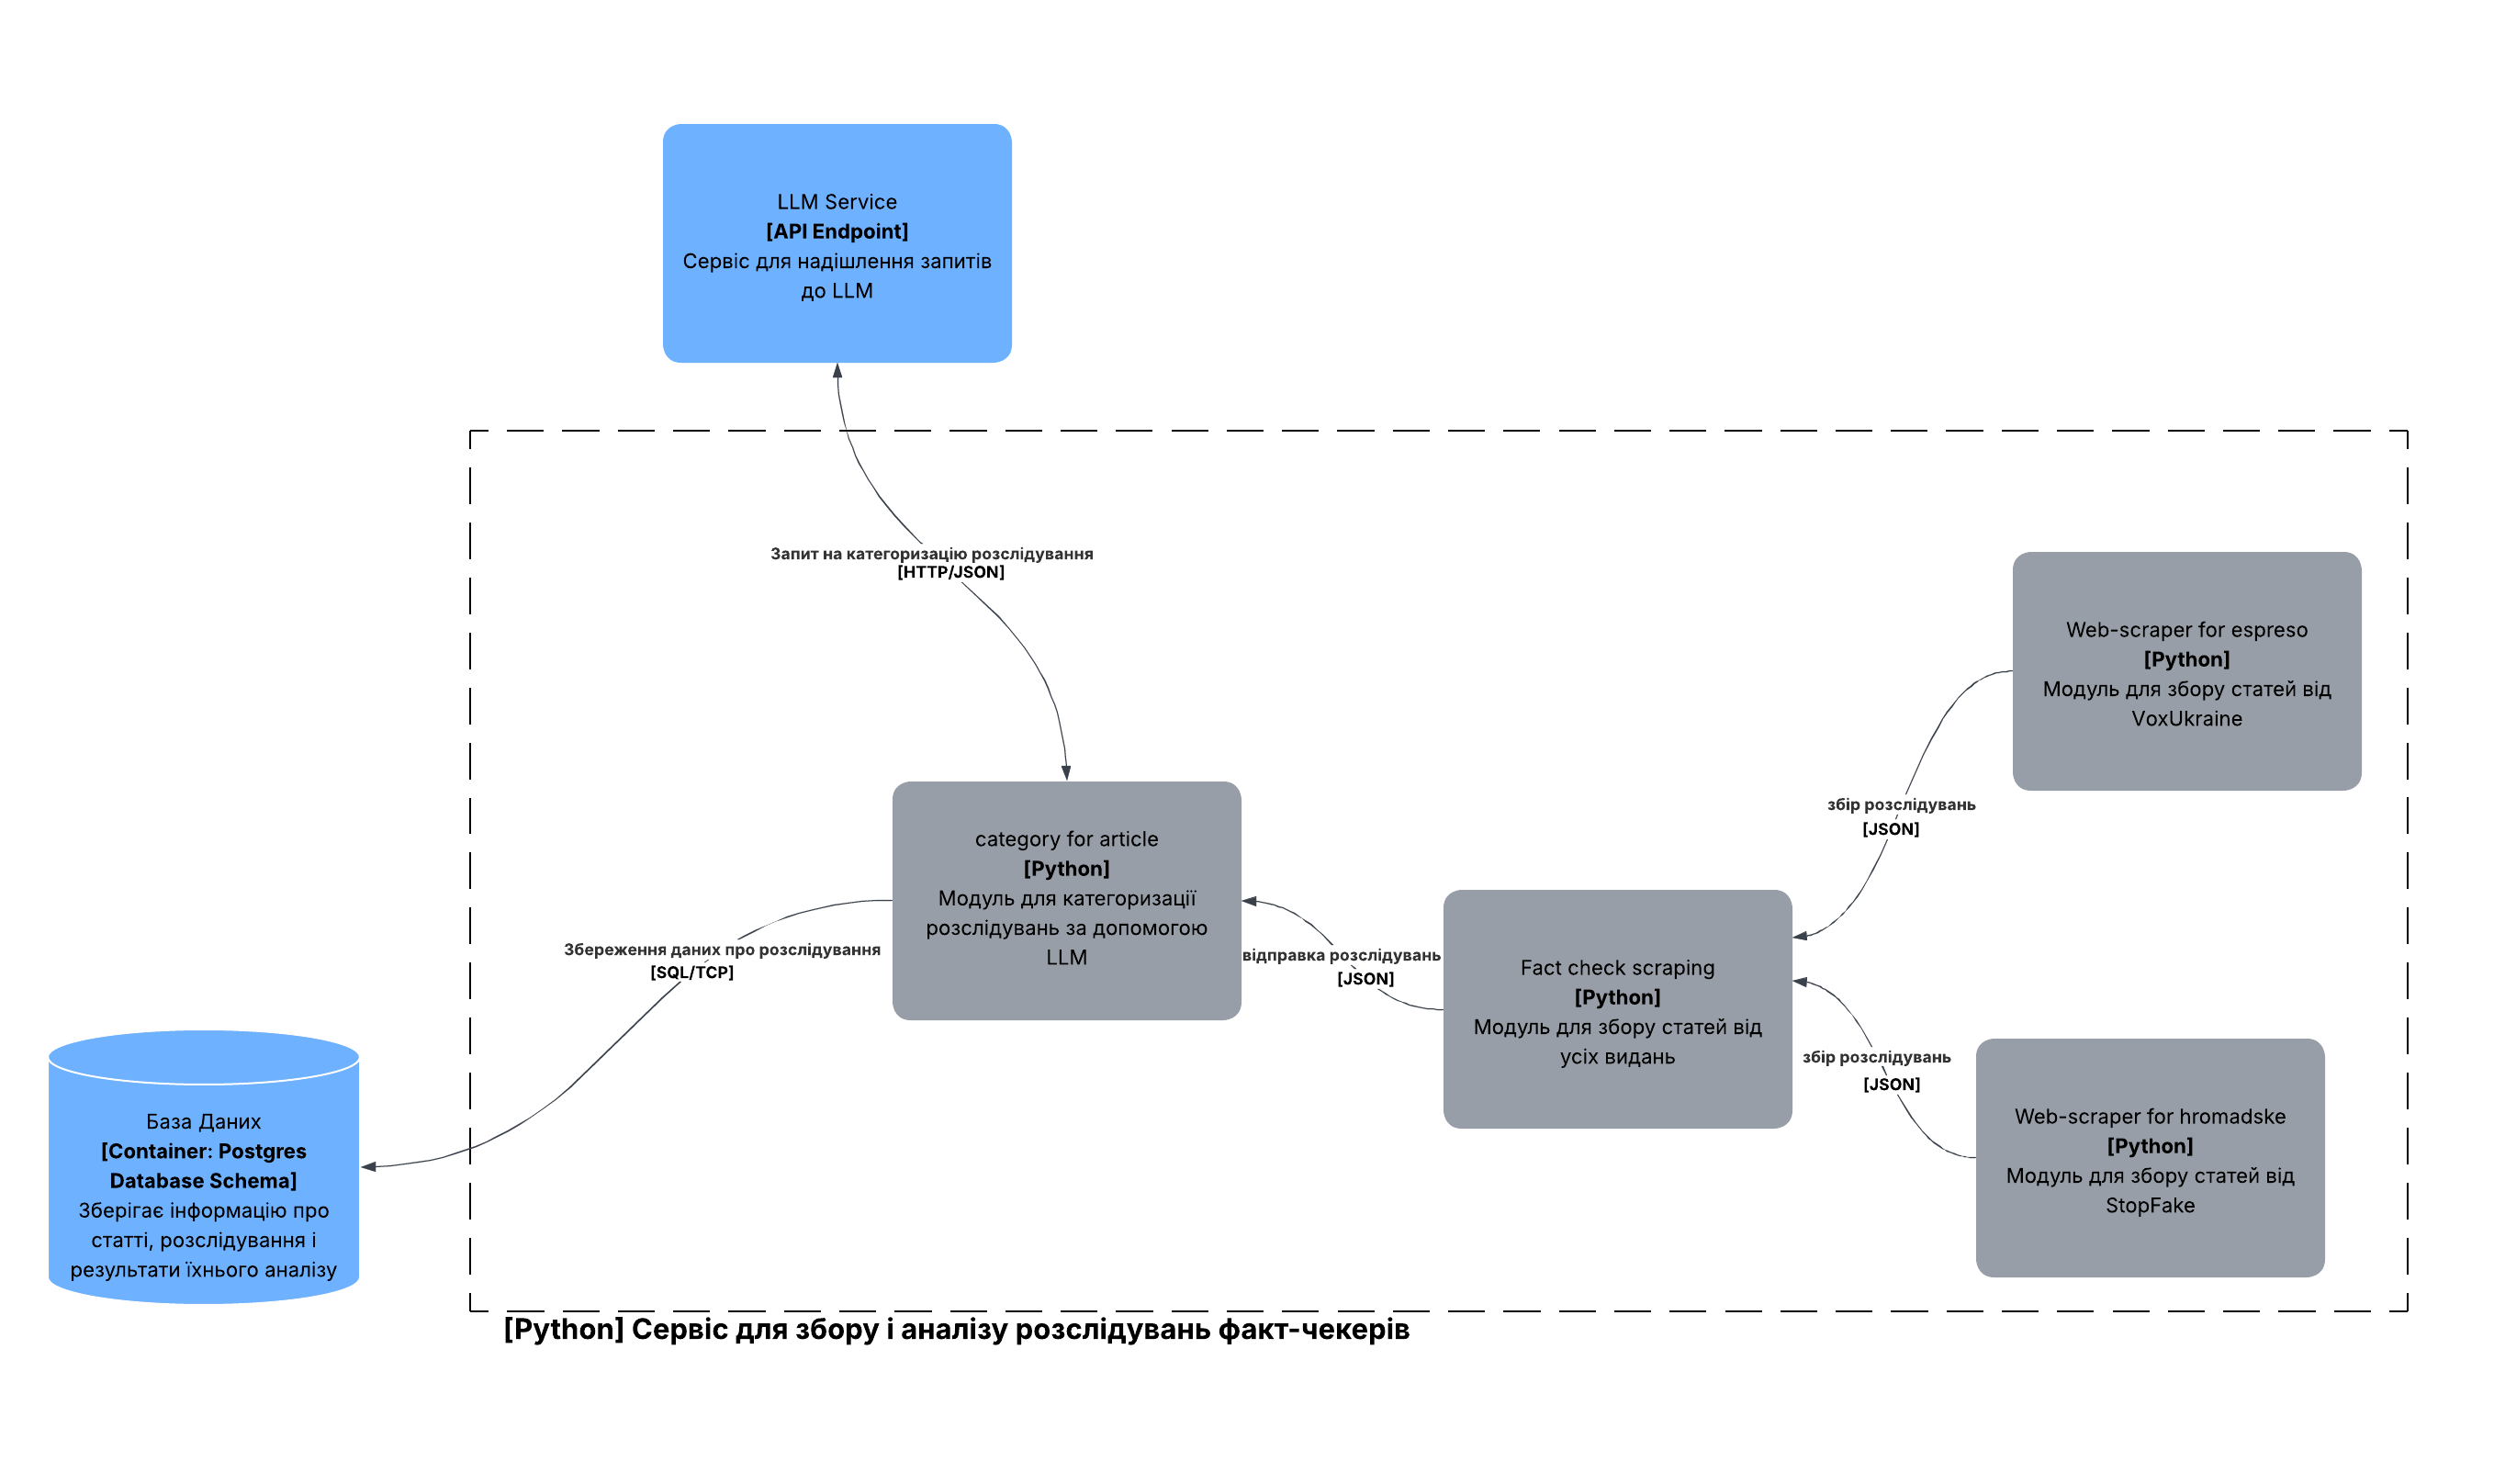 LLM Service
[API Endpoint]
Сервіс для надішлення запитів
до LLM
Запит на категоризацію розслідування
[HTTP/JSON]
Web-scraper for espreso
[Python]
Модуль для збору статей від
VoxUkraine
збір розслідувань
[JSON]
category for article
[Python]
Модуль для категоризації
розслідувань за допомогою
LLM
Збереження даних про розслідування
[SQL/TCP]
відправка розслідувань
[JSON]
Fact check scraping
[Python]
Модуль для збору статей від
усіх видань
збір розслідувань
[JSON]
Web-scraper for hromadske
[Python]
Модуль для збору статей від
StopFake
База Даних
[Container: Postgres
Database Schema]
Зберігає інформацію про
статті, розслідування і
результати їхнього аналізу
[Python] Сервіс для збору і аналізу розслідувань факт-чекерів